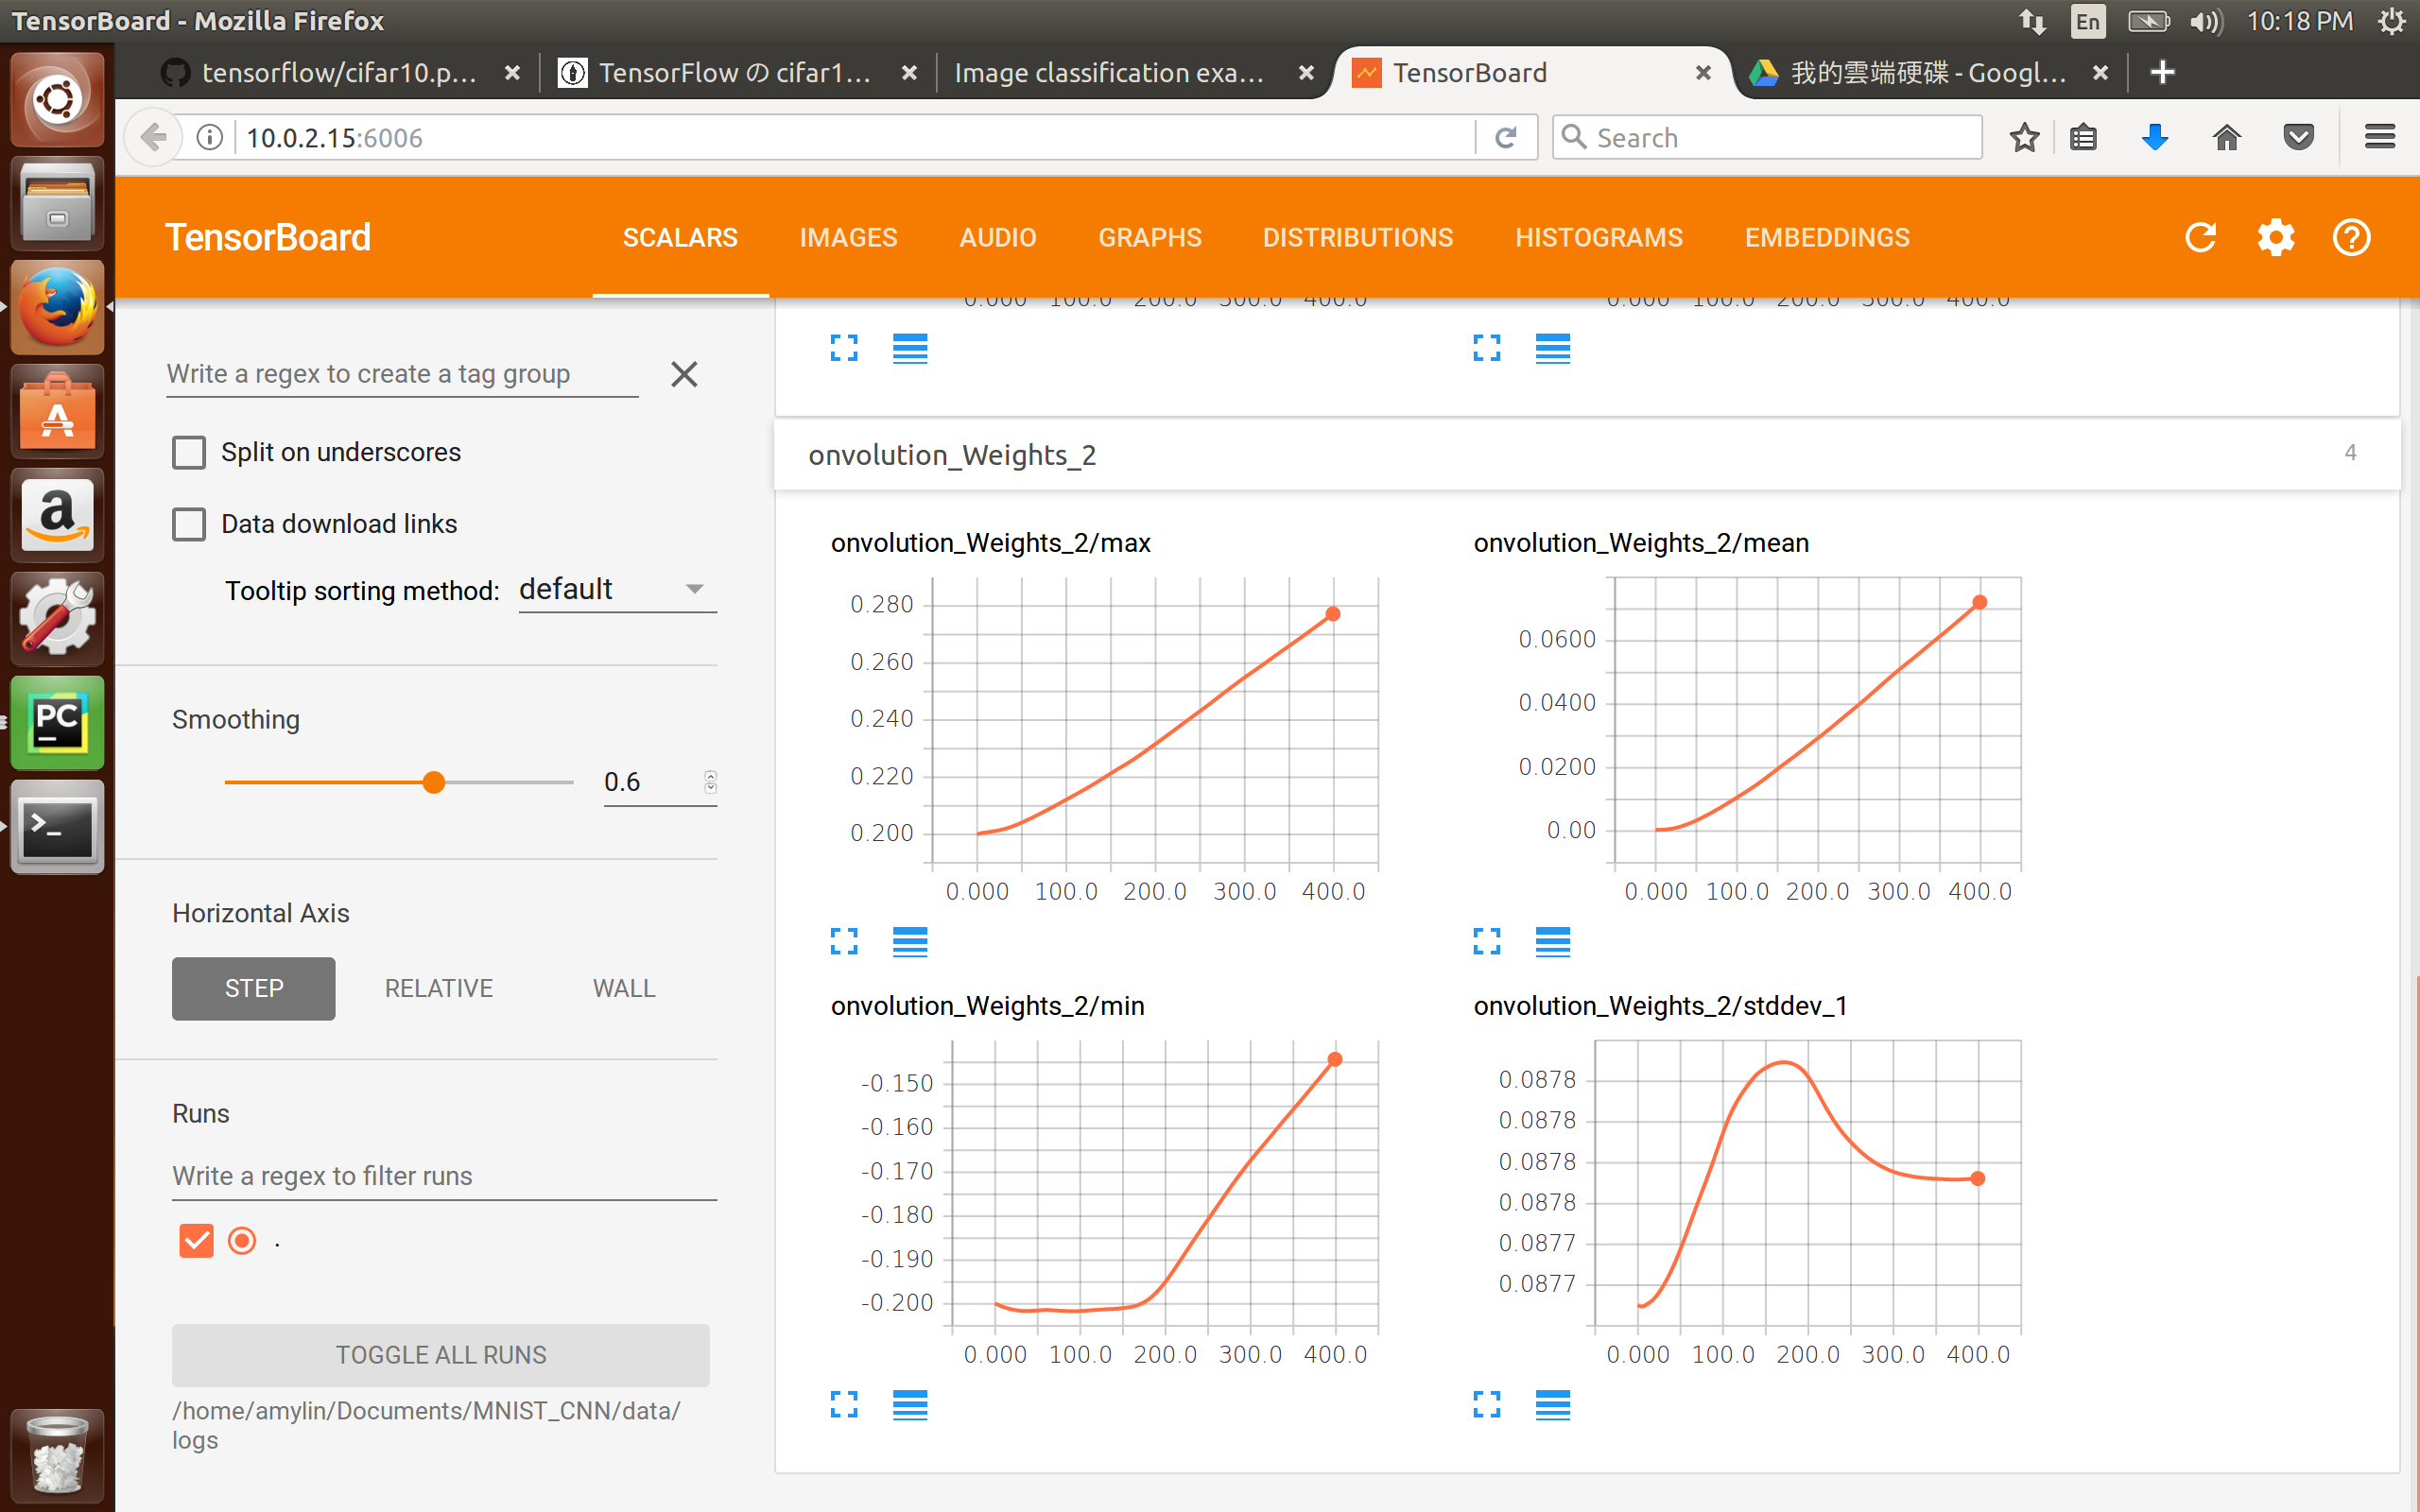 TensorBoard - Mozilla Firefox
En
10:18 PM
tensorflow/cifar10.p...
TensorFlow の cifar1...
Image classification exa...
TensorBoard
我的雲端硬碟 - Googl...
10.0.2.15:6006
Search
TensorBoard
SCALARS
IMAGES
AUDIO
GRAPHS
DISTRIBUTIONS
HISTOGRAMS
EMBEDDINGS
0.000 100.0 200.0 300.0 400.0
0.000 100.0 200.0 300.0 400.0
Write a regex to create a tag group
Split on underscores
Data download links
Tooltip sorting method: default
Smoothing
0.6
Horizontal Axis
STEP
RELATIVE
WALL
Runs
Write a regex to filter runs
.
TOGGLE ALL RUNS
/home/amylin/Documents/MNIST_CNN/data/
logs
onvolution_Weights_2
4
onvolution_Weights_2/max
0.280
0.260
0.240
0.220
0.200
0.000 100.0 200.0 300.0 400.0
onvolution_Weights_2/mean
0.0600
0.0400
0.0200
0.00
0.000 100.0 200.0 300.0 400.0
onvolution_Weights_2/min
-0.150
-0.160
-0.170
-0.180
-0.190
-0.200
0.000 100.0 200.0 300.0 400.0
onvolution_Weights_2/stddev_1
0.0878
0.0878
0.0878
0.0878
0.0877
0.0877
0.000 100.0 200.0 300.0 400.0
A
a
PC
>_